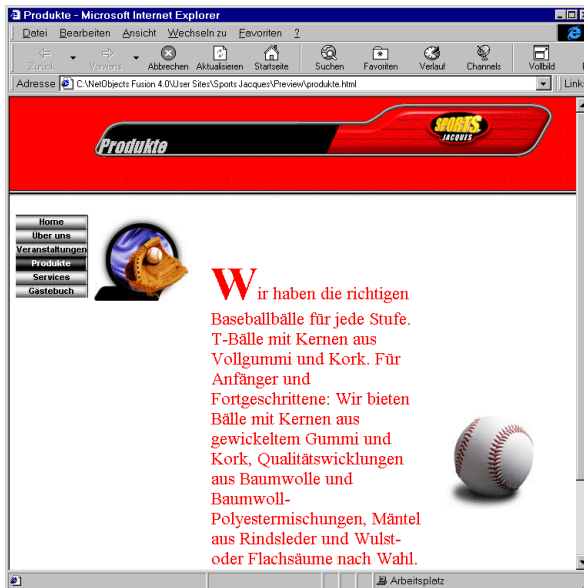 Produkte - Microsoft Internet Explorer
Datei Bearbeiten Ansicht Wechseln zu Favoriten ?
Zurück Vorwärts Abbrechen Aktualisieren Startseite Suchen Favoriten Verlauf Channels Vollbild
Adresse C:\NetObjects Fusion 4.0\User Sites\Sports Jacques\Preview\produkte.html Link
Produkte
SPORTS
JACQUES
Home
Über uns
Veranstaltungen
Produkte
Services
Gästebuch
Wir haben die richtigen
Baseballbälle für jede Stufe.
T-Bälle mit Kernen aus
Vollgummi und Kork. Für
Anfänger und
Fortgeschrittene: Wir bieten
Bälle mit Kernen aus
gewickeltem Gummi und
Kork, Qualitätswicklungen
aus Baumwolle und
Baumwoll-
Polyestermischungen, Mäntel
aus Rindsleder und Wulst-
oder Flachsäume nach Wahl.
Arbeitsplatz